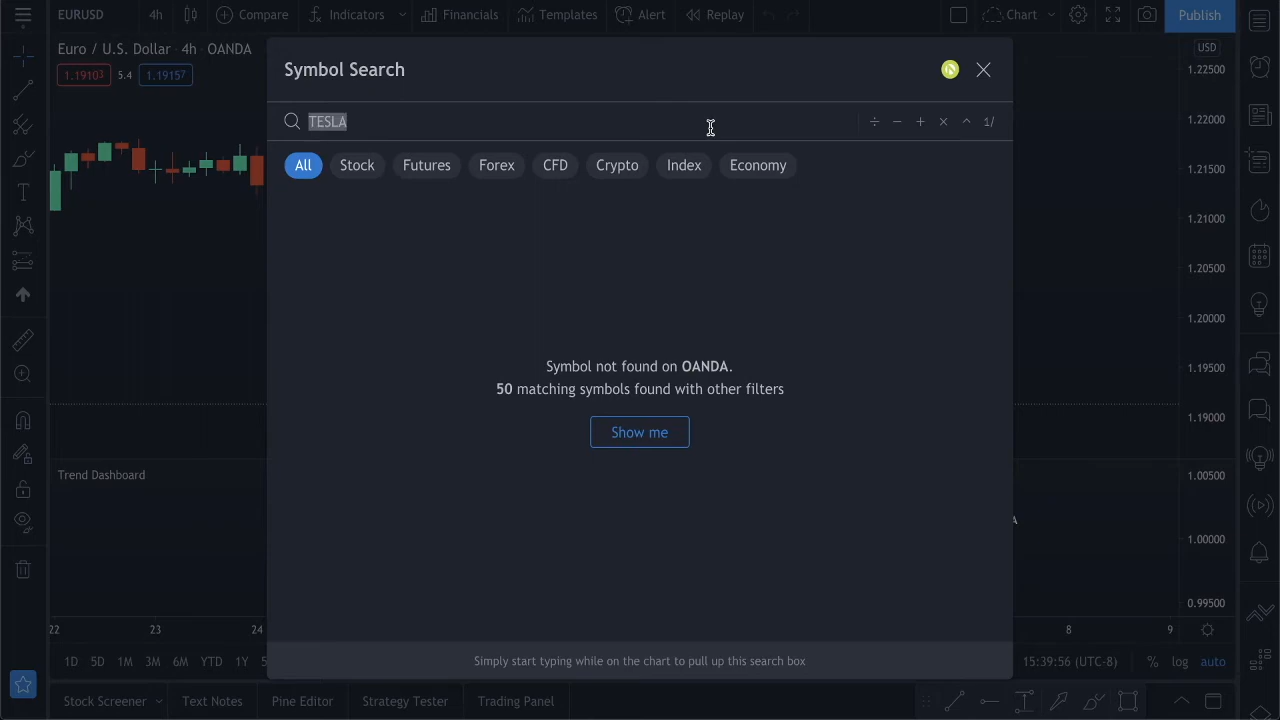 EURUSD 4h Compare Indicators Financials Templates Alert Replay Chart Publish
Euro / U.S. Dollar 4h · OANDA
1.19103 5.4 1.19157
USD
1.22500
1.22000
1.21500
1.21000
1.20500
1.20000
1.19500
1.19000
Symbol Search
TESLA ÷ − + × ^ 1/
All Stock Futures Forex CFD Crypto Index Economy
Symbol not found on OANDA.
50 matching symbols found with other filters
Show me
Trend Dashboard
1.00500
A
1.00000
0.99500
22 23 24 8 9
Simply start typing while on the chart to pull up this search box
1D 5D 1M 3M 6M YTD 1Y 5 15:39:56 (UTC-8) % log auto
Stock Screener Text Notes Pine Editor Strategy Tester Trading Panel